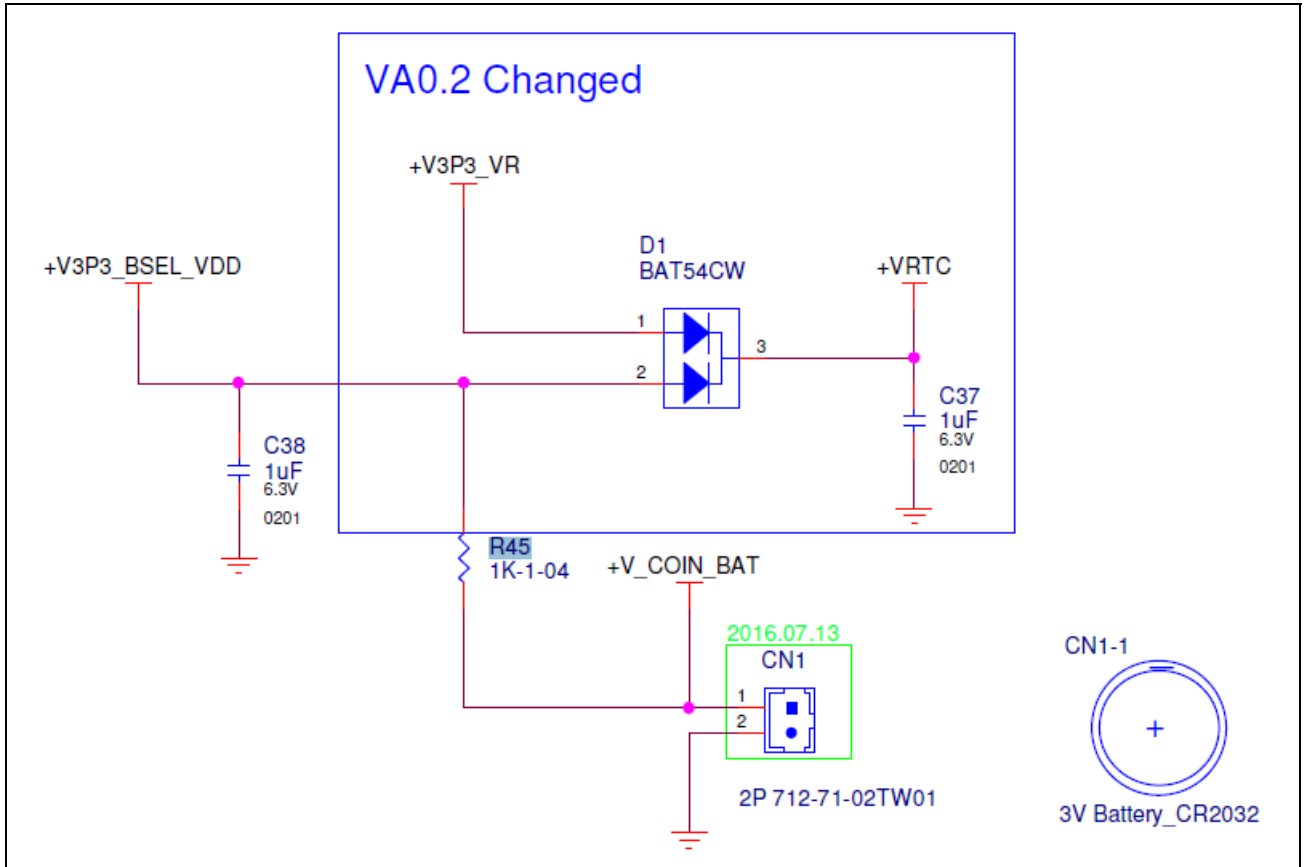 VA0.2 Changed
+V3P3_VR
+V3P3_BSEL_VDD
D1
BAT54CW
+VRTC
1
2
3
C38
1uF
6.3V
0201
C37
1uF
6.3V
0201
R45
1K-1-04
+V_COIN_BAT
2016.07.13
CN1
1
2
2P 712-71-02TW01
CN1-1
+
3V Battery_CR2032